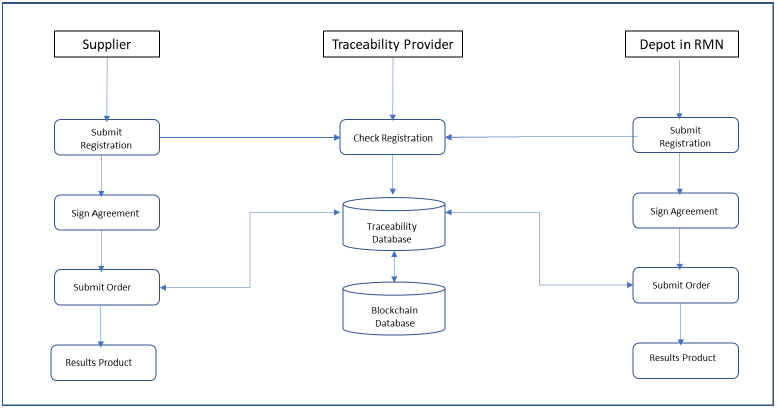 Supplier
Traceability Provider
Depot in RMN
Submit
Registration
Check Registration
Submit
Registration
Sign Agreement
Traceability
Database
Sign Agreement
Submit Order
Blockchain
Database
Submit Order
Results Product
Results Product